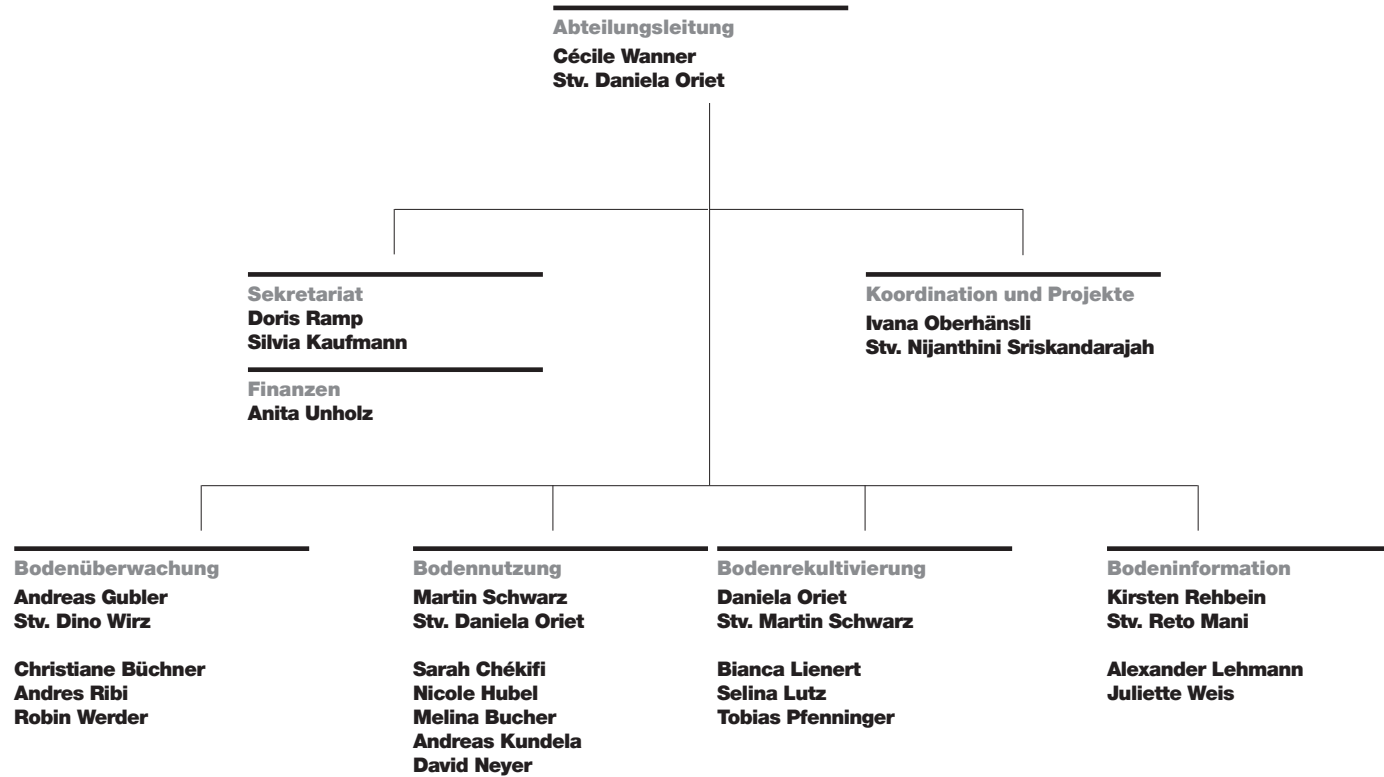 Abteilungsleitung
Cécile Wanner
Stv. Daniela Oriet
Sekretariat
Doris Ramp
Silvia Kaufmann
Finanzen
Anita Unholz
Koordination und Projekte
Ivana Oberhänsli
Stv. Nijanthini Sriskandarajah
Bodenüberwachung
Andreas Gubler
Stv. Dino Wirz
Christiane Büchner
Andres Ribi
Robin Werder
Bodennutzung
Martin Schwarz
Stv. Daniela Oriet
Sarah Chékifi
Nicole Hubel
Melina Bucher
Andreas Kundela
David Neyer
Bodenrekultivierung
Daniela Oriet
Stv. Martin Schwarz
Bianca Lienert
Selina Lutz
Tobias Pfenninger
Bodeninformation
Kirsten Rehbein
Stv. Reto Mani
Alexander Lehmann
Juliette Weis